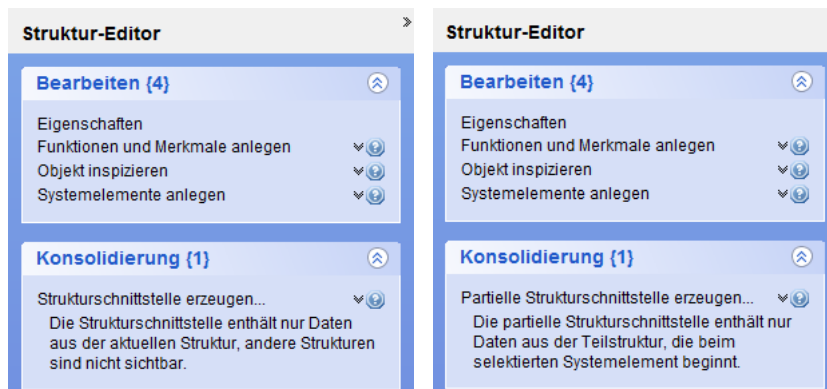 Struktur-Editor
Bearbeiten {4}
Eigenschaften
Funktionen und Merkmale anlegen
Objekt inspizieren
Systemelemente anlegen
Konsolidierung {1}
Strukturschnittstelle erzeugen...
Die Strukturschnittstelle enthält nur Daten
aus der aktuellen Struktur, andere Strukturen
sind nicht sichtbar.
Struktur-Editor
Bearbeiten {4}
Eigenschaften
Funktionen und Merkmale anlegen
Objekt inspizieren
Systemelemente anlegen
Konsolidierung {1}
Partielle Strukturschnittstelle erzeugen...
Die partielle Strukturschnittstelle enthält nur
Daten aus der Teilstruktur, die beim
selektierten Systemelement beginnt.